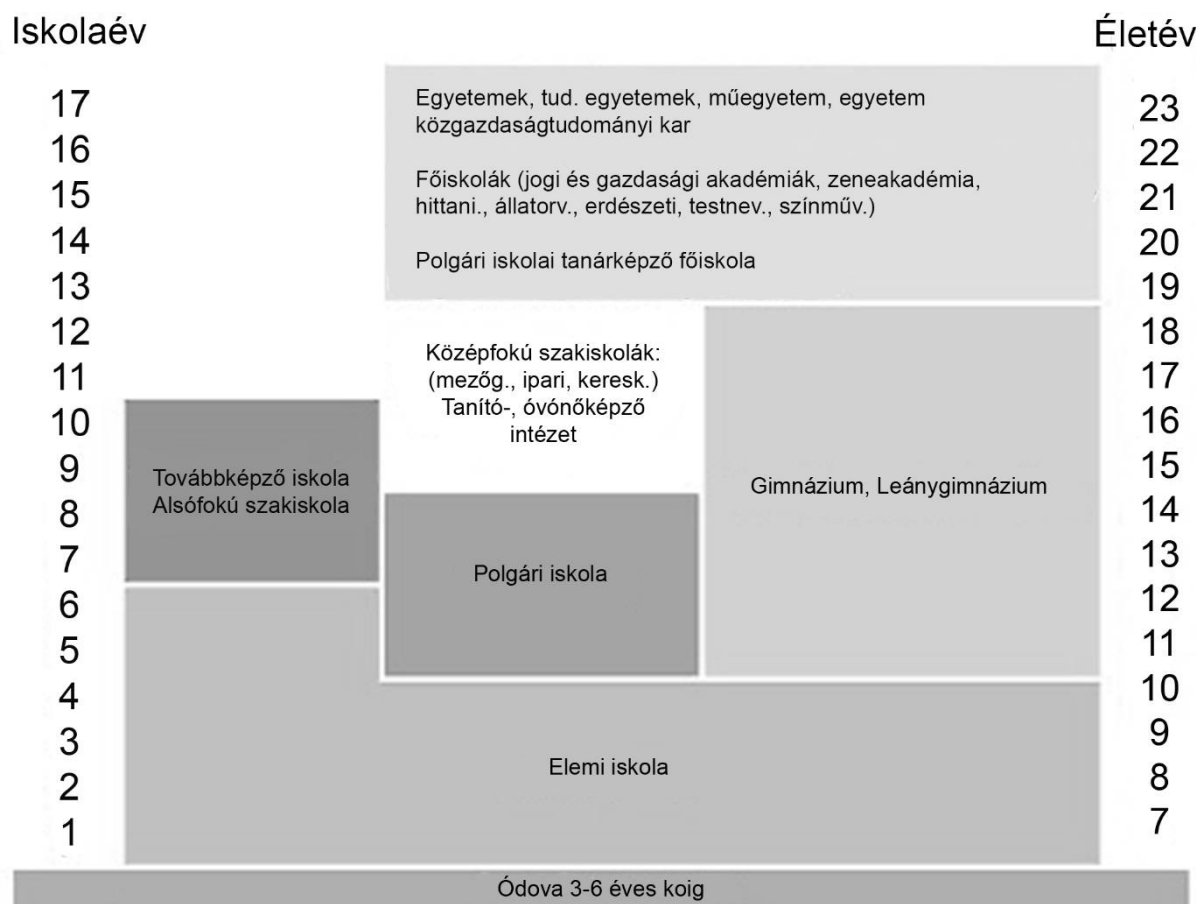 Iskolaév
Életév
17
16
15
14
13
12
11
10
9
8
7
6
5
4
3
2
1
Egyetemek, tud. egyetemek, műegyetem, egyetem
közgazdaságtudományi kar
Főiskolák (jogi és gazdasági akadémiák, zeneakadémia,
hittani., állatorv., erdészeti, testnev., színműv.)
Polgári iskolai tanárképző főiskola
Középfokú szakiskolák:
(mezőg., ipari, keresk.)
Tanító-, óvónőképző
intézet
Továbbképző iskola
Alsófokú szakiskola
Polgári iskola
Gimnázium, Leánygimnázium
Elemi iskola
23
22
21
20
19
18
17
16
15
14
13
12
11
10
9
8
7
Ódova 3-6 éves koig